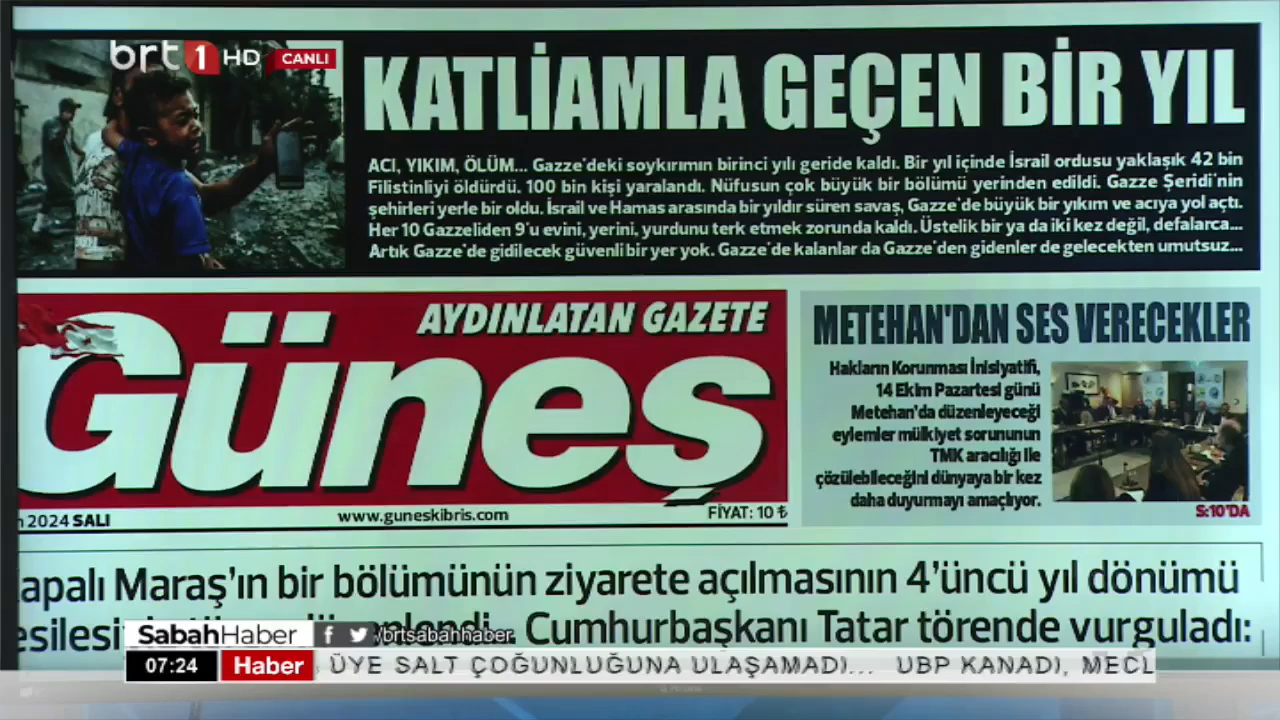 brt 1 HD CANLI
KATLİAMLA GEÇEN BİR YIL
ACI, YIKIM, ÖLÜM... Gazze'deki soykırımın birinci yılı geride kaldı. Bir yıl içinde İsrail ordusu yaklaşık 42 bin
Filistinliyi öldürdü, 100 bin kişi yaralandı. Nüfusun çok büyük bir bölümü yerinden edildi. Gazze Şeridi'nin
şehirleri yerle bir oldu. İsrail ve Hamas arasında bir yıldır süren savaş, Gazze'de büyük bir yıkım ve acıya yol açtı.
Her 10 Gazzeliden 9'u evini, yerini, yurdunu terk etmek zorunda kaldı. Üstelik bir ya da iki kez değil, defalarca...
Artık Gazze'de gidilecek güvenli bir yer yok. Gazze'de kalanlar da Gazze'den gidenler de gelecekten umutsuz...
AYDINLATAN GAZETE
Güneş
2024 SALI
www.guneskibris.com
FİYAT: 10 ₺
METEHAN'DAN SES VERECEKLER
Hakların Korunması İnisiyatifi,
14 Ekim Pazartesi günü
Metehan'da düzenleyeceği
eylemler mülkiyet sorununun
TMK aracılığı ile
çözülebileceğini dünyaya bir kez
daha duyurmayı amaçlıyor.
S:10'DA
apalı Maraş'ın bir bölümünün ziyarete açılmasının 4'üncü yıl dönümü
Cumhurbaşkanı Tatar törende vurguladı:
SabahHaber /brtsabahhaber
07:24 Haber ÜYE SALT ÇOĞUNLUĞUNA ULAŞAMADI... UBP KANADI, MECL